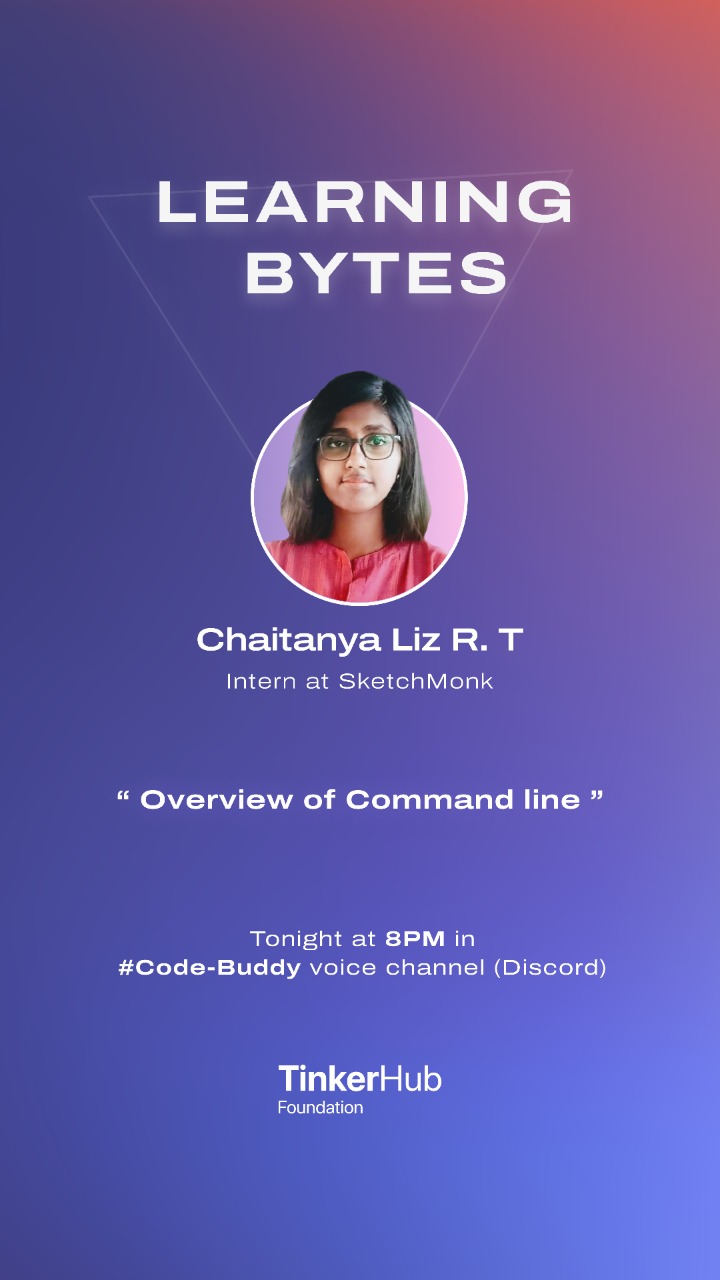 LEARNING
BYTES
Chaitanya Liz R. T
Intern at SketchMonk
“ Overview of Command line ”
Tonight at 8PM in
#Code-Buddy voice channel (Discord)
TinkerHub
Foundation